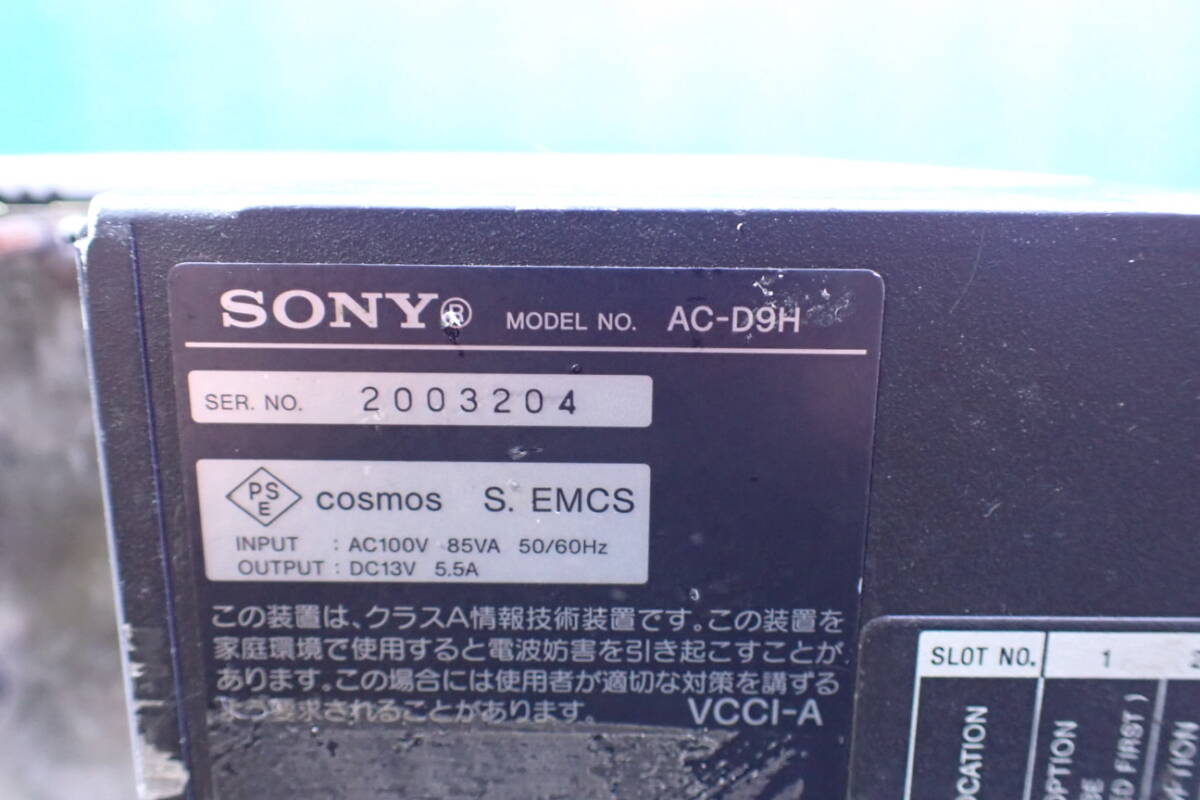 SONY® MODEL NO. AC-D9H
SER. NO. 2003204
PSE cosmos S. EMCS
INPUT : AC100V 85VA 50/60Hz
OUTPUT : DC13V 5.5A
この装置は、クラスA情報技術装置です。この装置を
家庭環境で使用すると電波妨害を引き起こすことが
あります。この場合には使用者が適切な対策を講ずる
よう要求されることがあります。 VCCI-A
SLOT NO. 1
OCATION
OPTION
ED FIRST )